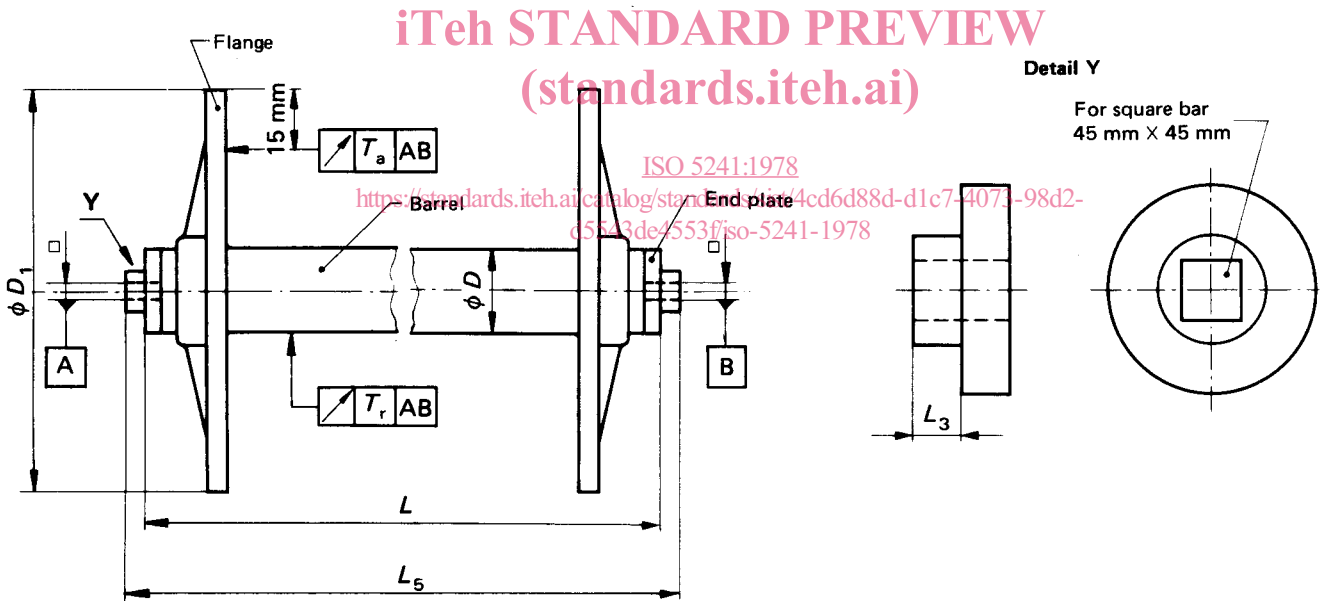 iTeh STANDARD PREVIEW
(standards.iteh.ai)
Flange
Detail Y
For square bar
45 mm X 45 mm
15 mm
Ta AB
ISO 5241:1978
https://standards.iteh.ai/catalog/standards/sist/4cd6d88d-d1c7-4073-98d2-
d5543de4553f/iso-5241-1978
Y
Barrel
End plate
□
□
φ D1
φ D
A
B
Tr AB
L3
L
L5